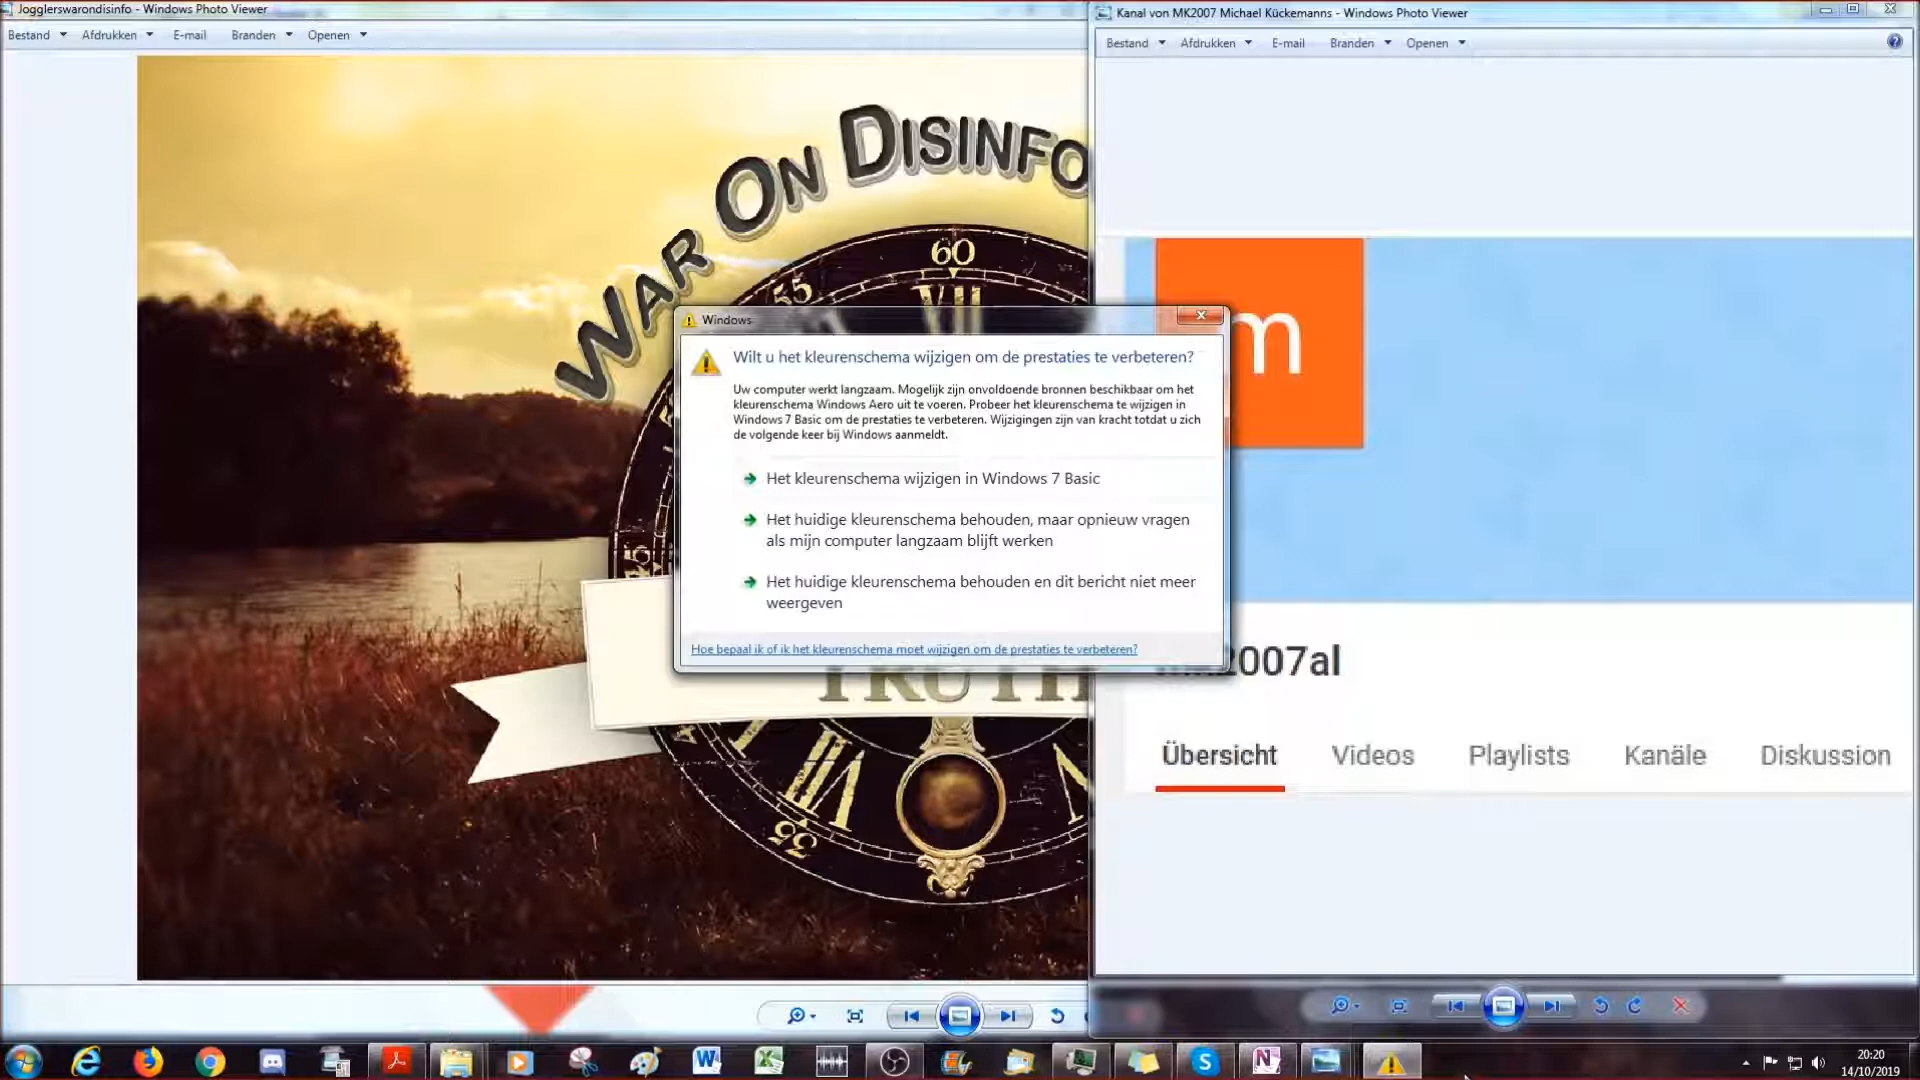 Jogglerswarondisinfo - Windows Photo Viewer
Bestand Afdrukken E-mail Branden Openen
Kanal von MK2007 Michael Kückemanns - Windows Photo Viewer
Bestand Afdrukken E-mail Branden Openen
WAR ON DISINFO
60
55
VII
45
TRUTH
35
Windows
Wilt u het kleurenschema wijzigen om de prestaties te verbeteren?
Uw computer werkt langzaam. Mogelijk zijn onvoldoende bronnen beschikbaar om het
kleurenschema Windows Aero uit te voeren. Probeer het kleurenschema te wijzigen in
Windows 7 Basic om de prestaties te verbeteren. Wijzigingen zijn van kracht totdat u zich
de volgende keer bij Windows aanmeldt.
Het kleurenschema wijzigen in Windows 7 Basic
Het huidige kleurenschema behouden, maar opnieuw vragen
als mijn computer langzaam blijft werken
Het huidige kleurenschema behouden en dit bericht niet meer
weergeven
Hoe bepaal ik of ik het kleurenschema moet wijzigen om de prestaties te verbeteren?
m
mk2007al
Übersicht Videos Playlists Kanäle Diskussion
20:20
14/10/2019